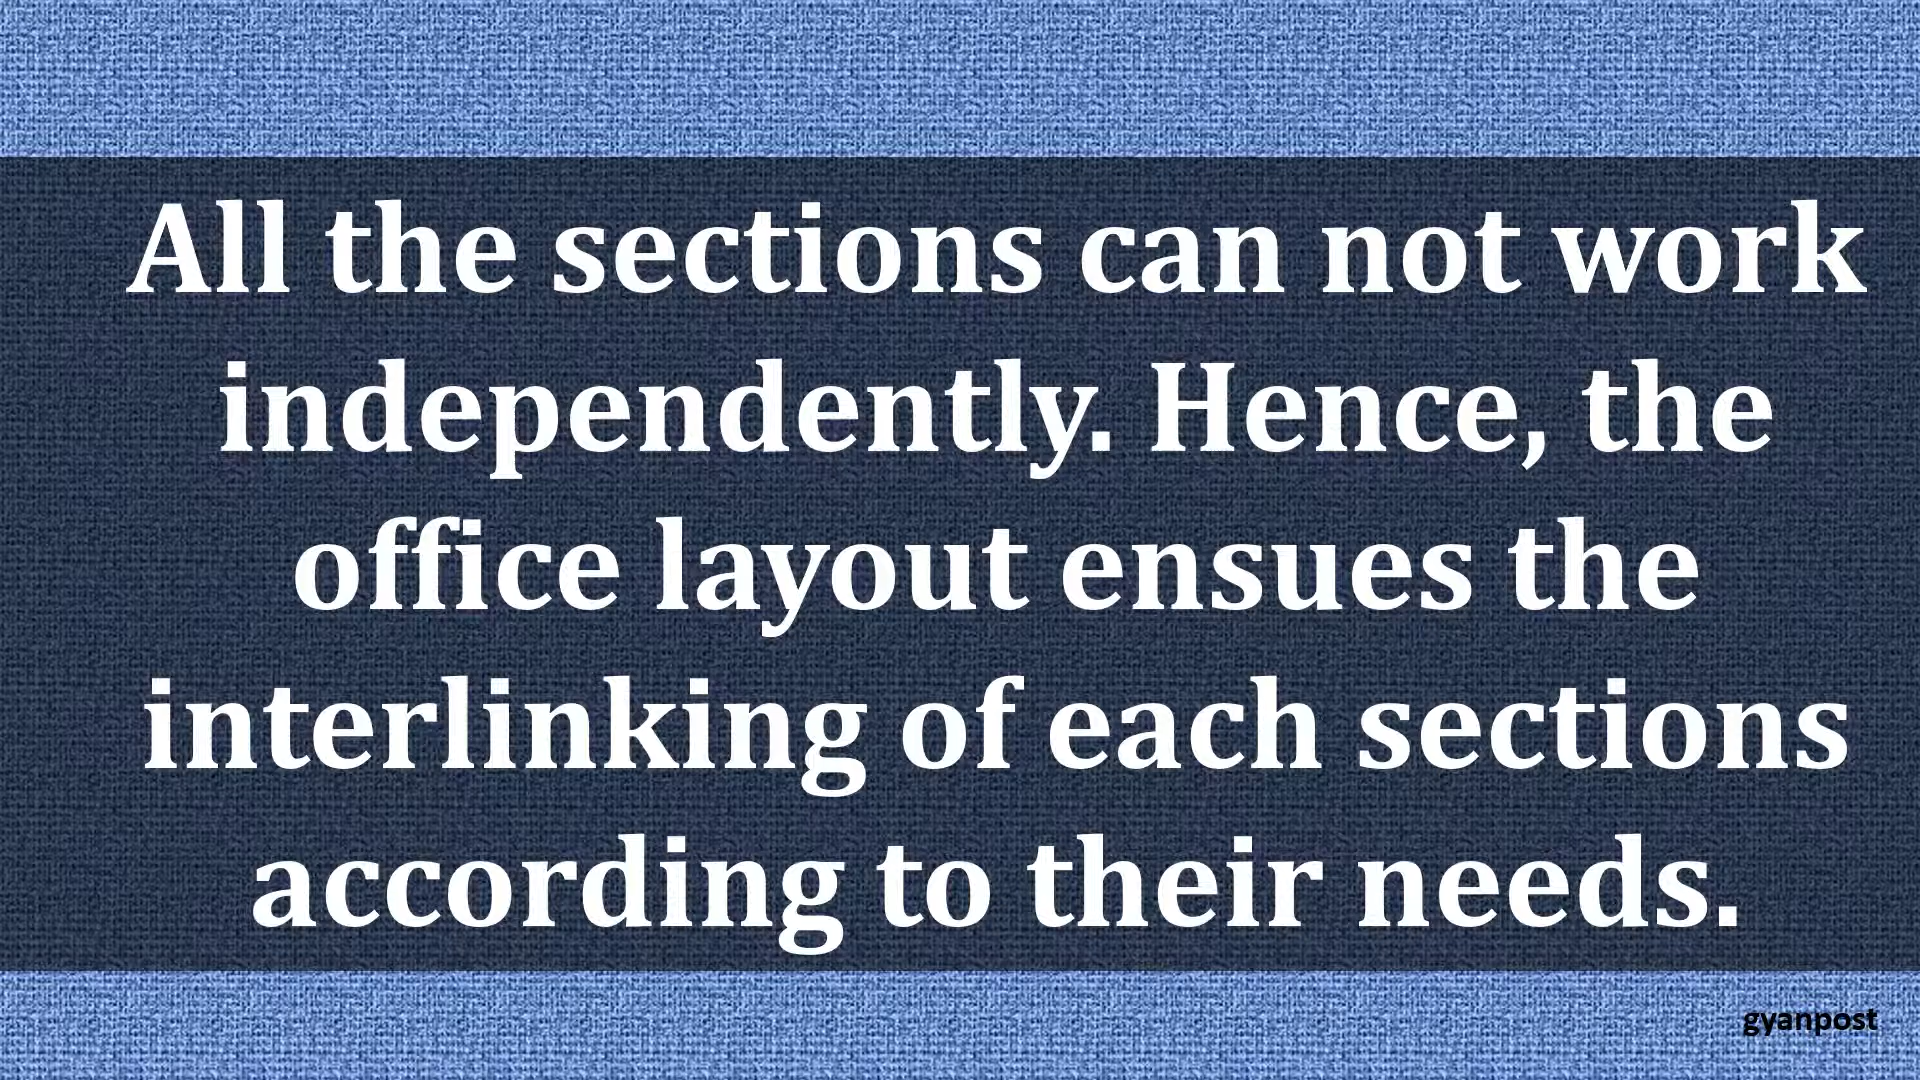 All the sections can not work
independently. Hence, the
office layout ensues the
interlinking of each sections
according to their needs.
gyanpost